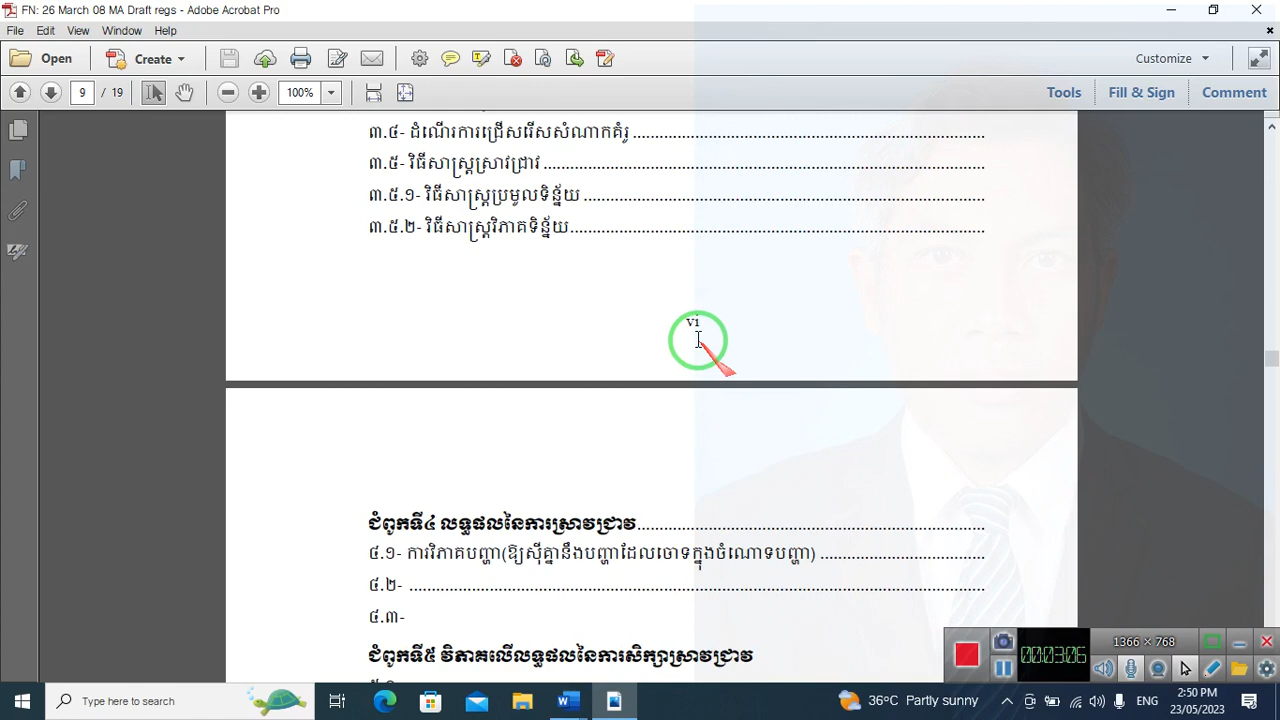 FN: 26 March 08 MA Draft regs - Adobe Acrobat Pro
File Edit View Window Help
Open Create Customize
9 / 19 100% Tools Fill & Sign Comment
៣.៤- ដំណើរការជ្រើសរើសសំណាកគំរូ ........................................................................
៣.៥- វិធីសាស្ត្រស្រាវជ្រាវ ........................................................................
៣.៥.១- វិធីសាស្ត្រប្រមូលទិន្ន័យ ........................................................................
៣.៥.២- វិធីសាស្ត្រវិភាគទិន្ន័យ........................................................................
vi
ជំពូកទី៤ លទ្ធផលនៃការស្រាវជ្រាវ........................................................................
៤.១- ការវិភាគបញ្ហា(ឱ្យស៊ីគ្នានឹងបញ្ហាដែលចោទក្នុងចំណោទបញ្ហា) ........................................
៤.២- ........................................................................
៤.៣-
ជំពូកទី៥ វិភាគលើលទ្ធផលនៃការសិក្សាស្រាវជ្រាវ
1366 × 768
00:03:06
Type here to search
36°C Partly sunny
ENG
2:50 PM
23/05/2023